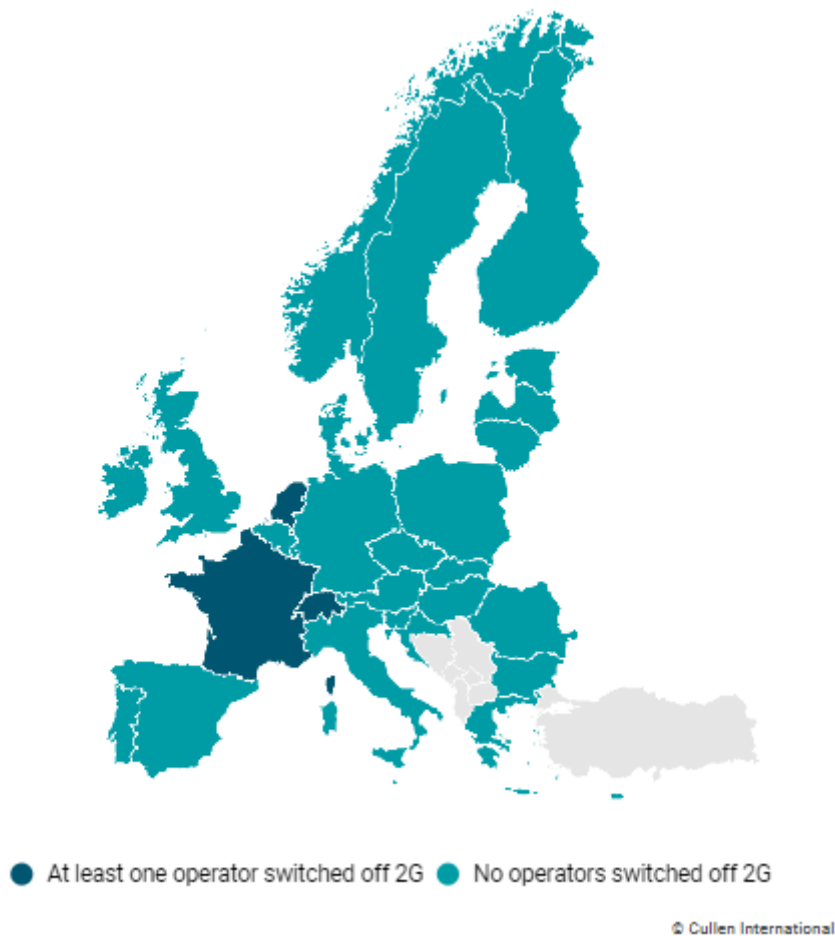 At least one operator switched off 2G No operators switched off 2G
© Cullen International